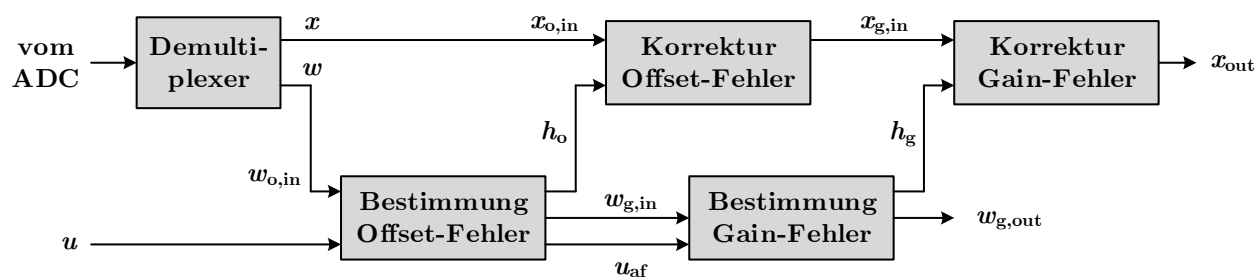 vom
ADC
Demulti-
plexer
x
w
x_o,in
Korrektur
Offset-Fehler
x_g,in
Korrektur
Gain-Fehler
x_out
h_o
h_g
w_o,in
Bestimmung
Offset-Fehler
w_g,in
Bestimmung
Gain-Fehler
w_g,out
u
u_af